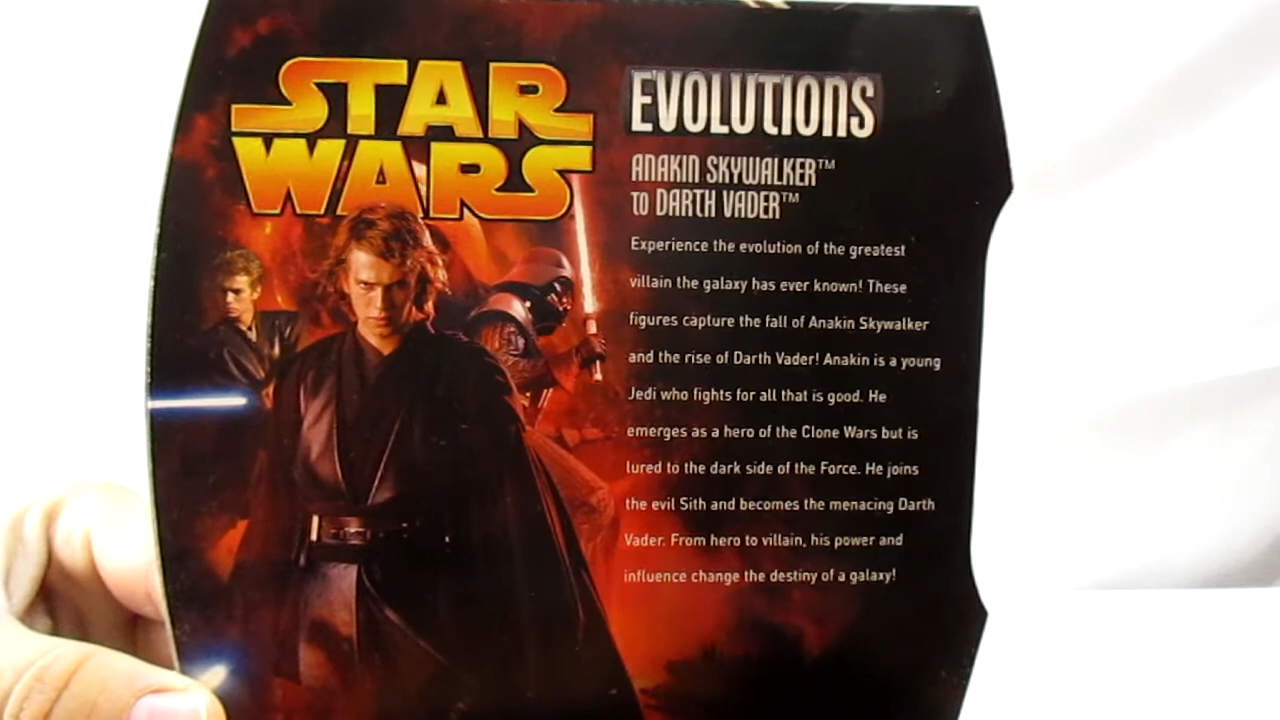 STAR
WARS
EVOLUTIONS
ANAKIN SKYWALKER™
to DARTH VADER™
Experience the evolution of the greatest
villain the galaxy has ever known! These
figures capture the fall of Anakin Skywalker
and the rise of Darth Vader! Anakin is a young
Jedi who fights for all that is good. He
emerges as a hero of the Clone Wars but is
lured to the dark side of the Force. He joins
the evil Sith and becomes the menacing Darth
Vader. From hero to villain, his power and
influence change the destiny of a galaxy!